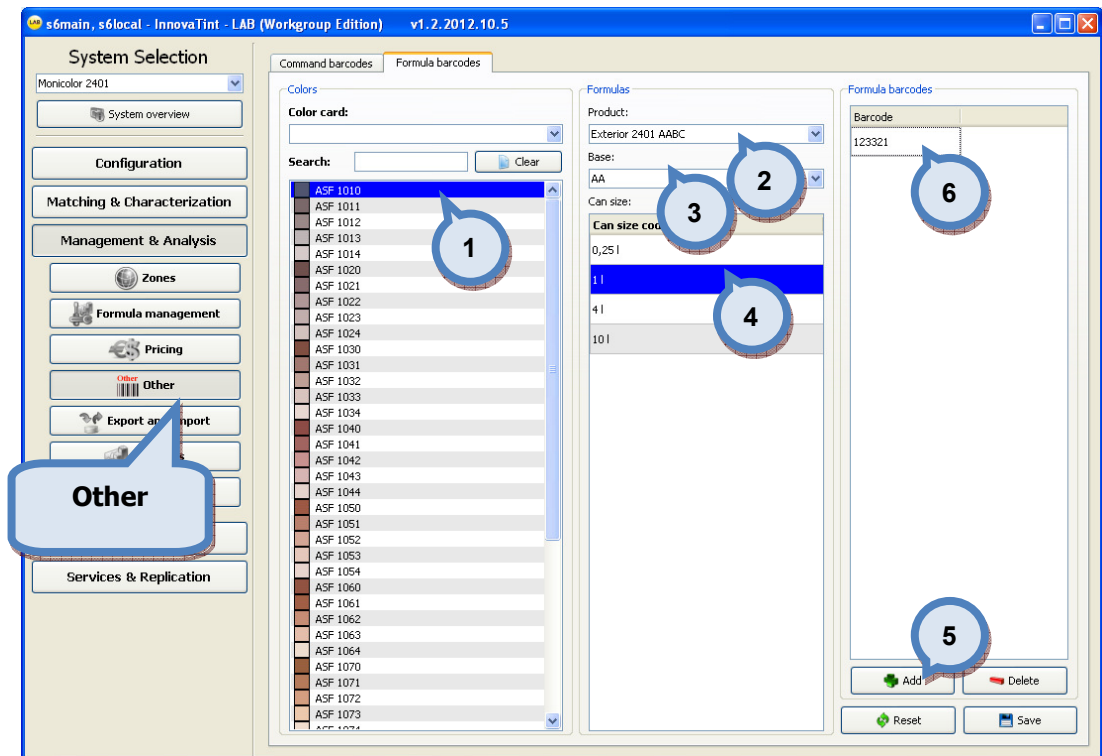 LAB s6main, s6local - InnovaTint - LAB (Workgroup Edition) v1.2.2012.10.5
System Selection
Monicolor 2401
System overview
Configuration
Matching & Characterization
Management & Analysis
Zones
Formula management
Pricing
Other Other
Export and import
Other
Services & Replication
Command barcodes Formula barcodes
Colors
Color card:
Search: Clear
ASF 1010
ASF 1011
ASF 1012
ASF 1013
ASF 1014
ASF 1020
ASF 1021
ASF 1022
ASF 1023
ASF 1024
ASF 1030
ASF 1031
ASF 1032
ASF 1033
ASF 1034
ASF 1040
ASF 1041
ASF 1042
ASF 1043
ASF 1044
ASF 1050
ASF 1051
ASF 1052
ASF 1053
ASF 1054
ASF 1060
ASF 1061
ASF 1062
ASF 1063
ASF 1064
ASF 1070
ASF 1071
ASF 1072
ASF 1073
1
Formulas
Product:
Exterior 2401 AABC
2
Base:
AA
3
Can size:
Can size
0,25 l
1 l
4 l
10 l
4
Formula barcodes
Barcode
123321
6
5
Add Delete
Reset Save